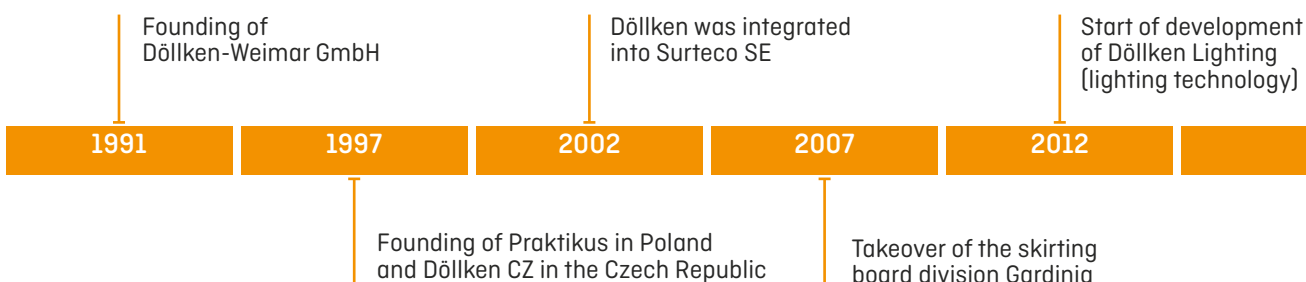 Founding of
Döllken-Weimar GmbH
Döllken was integrated
into Surteco SE
Start of development
of Döllken Lighting
(lighting technology)
1991
1997
2002
2007
2012
Founding of Praktikus in Poland
and Döllken CZ in the Czech Republic
Takeover of the skirting
board division Gardinia